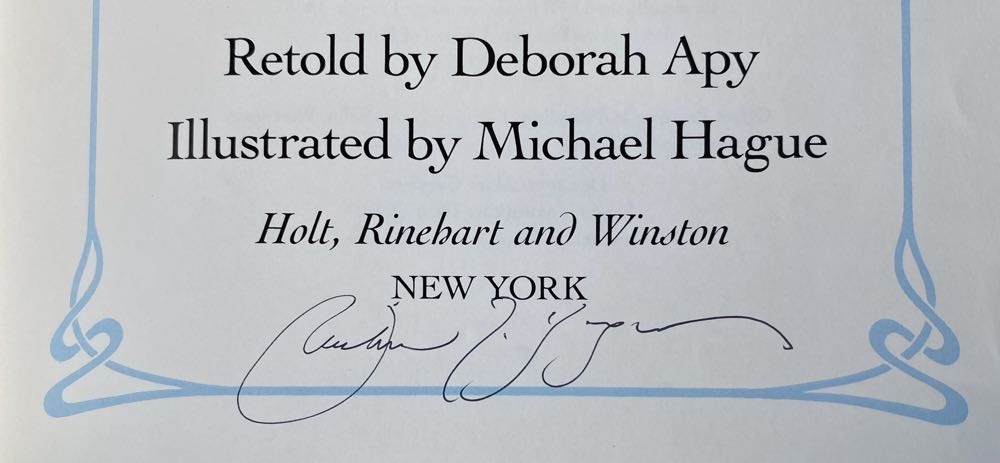 Retold by Deborah Apy
Illustrated by Michael Hague
Holt, Rinehart and Winston
NEW YORK